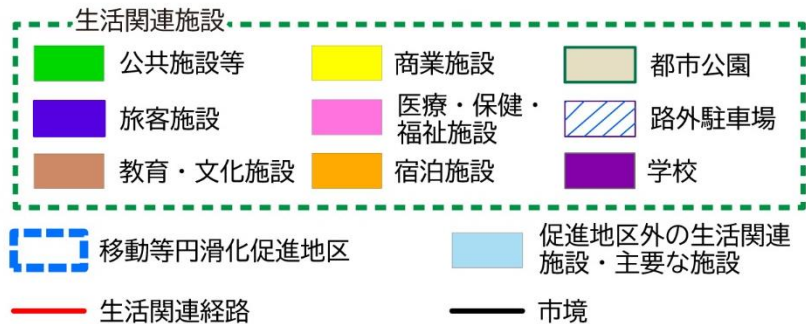 生活関連施設
公共施設等
商業施設
都市公園
旅客施設
医療・保健・
福祉施設
路外駐車場
教育・文化施設
宿泊施設
学校
移動等円滑化促進地区
促進地区外の生活関連
施設・主要な施設
生活関連経路
市境